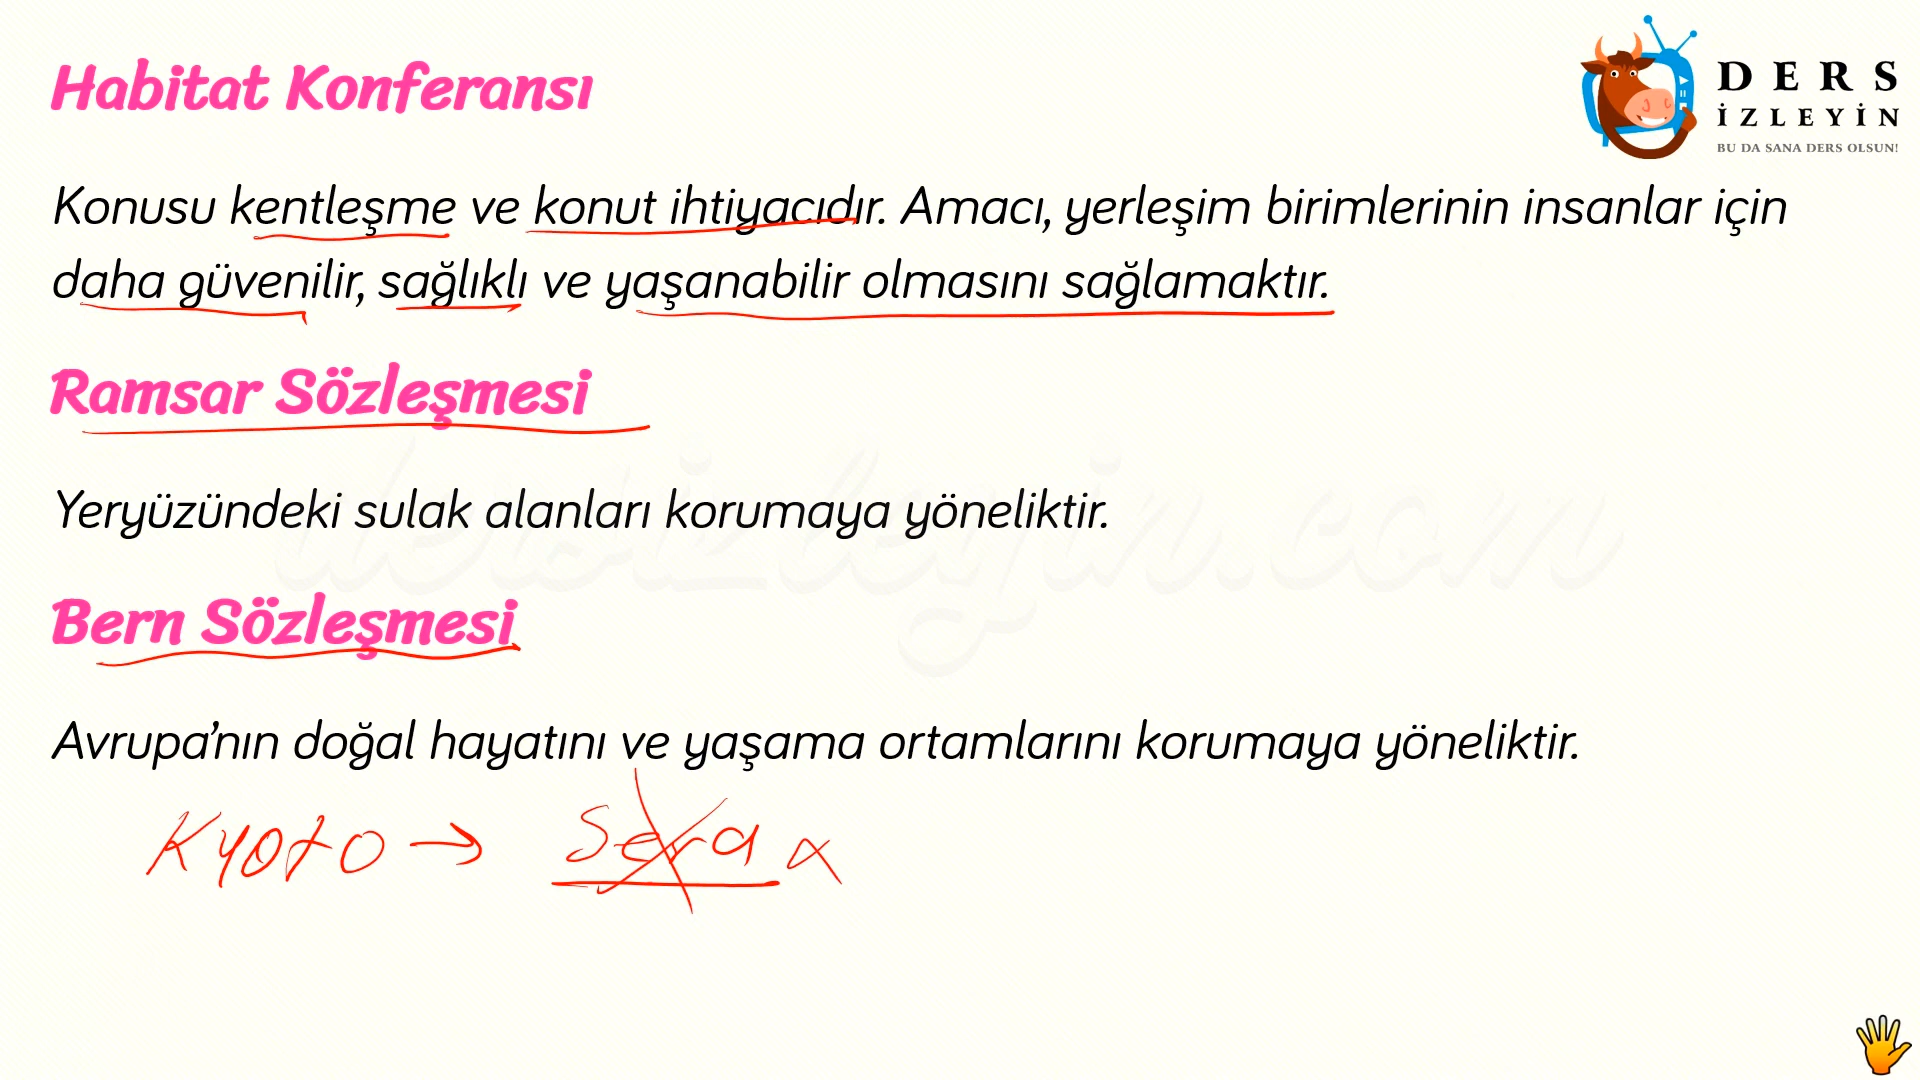 Habitat Konferansı
DERS
İZLEYİN
BU DA SANA DERS OLSUN!
Konusu kentleşme ve konut ihtiyacıdır. Amacı, yerleşim birimlerinin insanlar için
daha güvenilir, sağlıklı ve yaşanabilir olmasını sağlamaktır.
Ramsar Sözleşmesi
dersizleyin.com
Yeryüzündeki sulak alanları korumaya yöneliktir.
Bern Sözleşmesi
Avrupa’nın doğal hayatını ve yaşama ortamlarını korumaya yöneliktir.
Kyoto → Sera